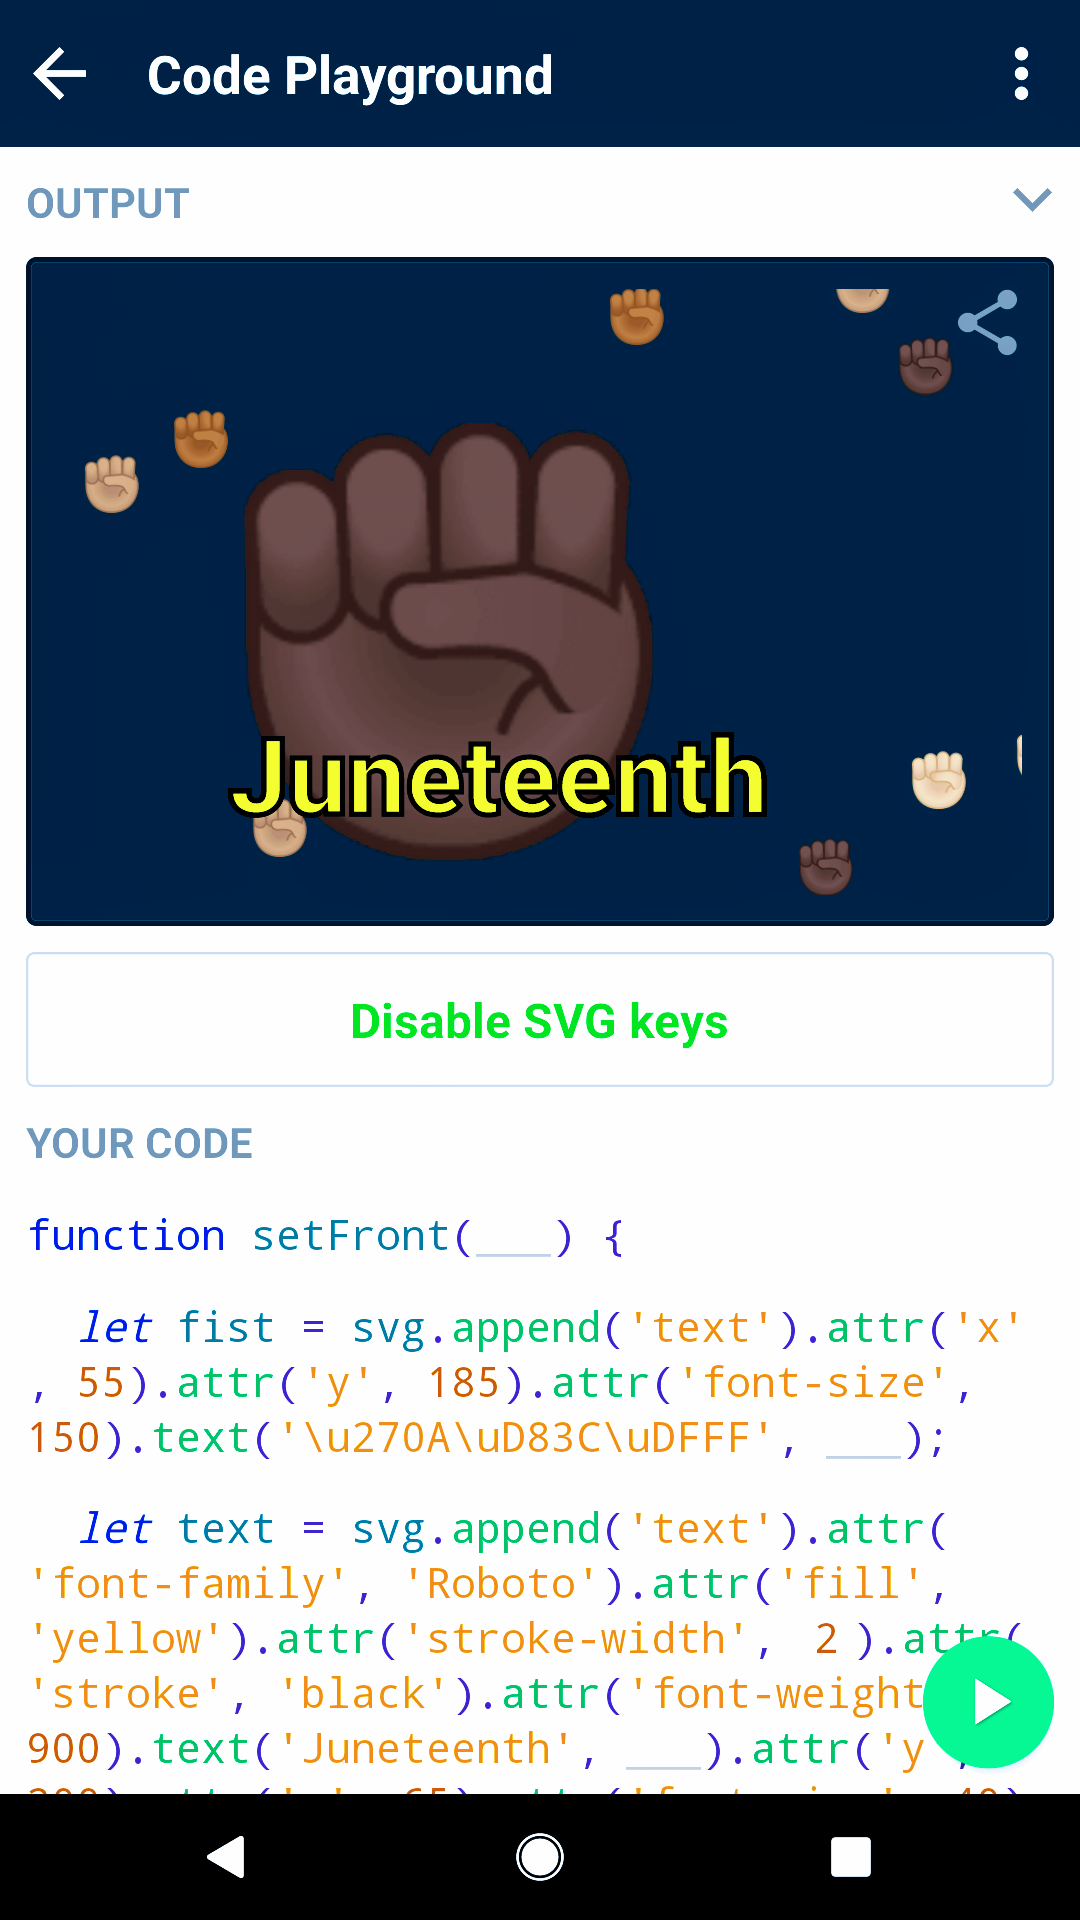 Code Playground
OUTPUT
Juneteenth
Disable SVG keys
YOUR CODE
function setFront(___) {
let fist = svg.append('text').attr('x'
, 55).attr('y', 185).attr('font-size',
150).text('\u270A\uD83C\uDFFF', ___);
let text = svg.append('text').attr(
'font-family', 'Roboto').attr('fill',
'yellow').attr('stroke-width', 2 ).attr(
'stroke', 'black').attr('font-weight
900).text('Juneteenth', ___).attr('y',